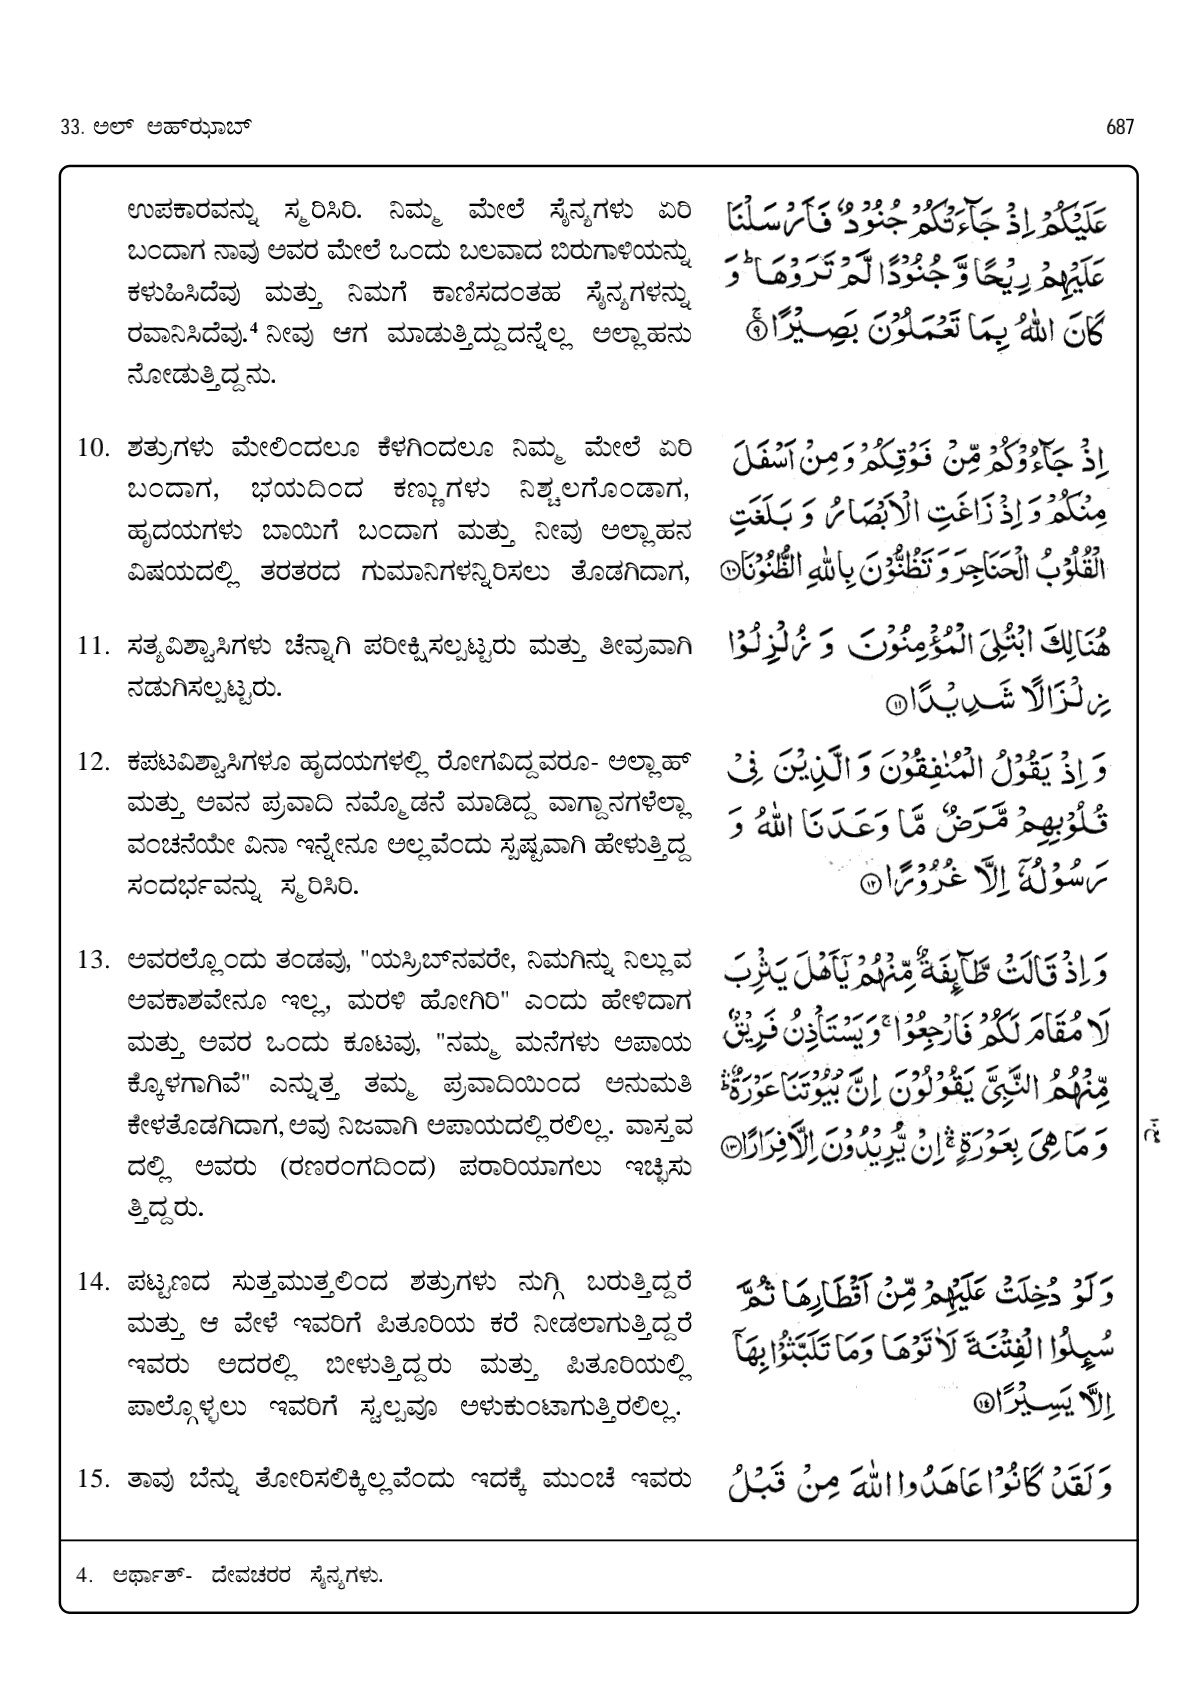 33. ಅಲ್ ಅಹ್‌ಝಾಬ್
687
ಉಪಕಾರವನ್ನು ಸ್ಮರಿಸಿರಿ. ನಿಮ್ಮ ಮೇಲೆ ಸೈನ್ಯಗಳು ಏರಿ
ಬಂದಾಗ ನಾವು ಅವರ ಮೇಲೆ ಒಂದು ಬಲವಾದ ಬಿರುಗಾಳಿಯನ್ನು
ಕಳುಹಿಸಿದೆವು ಮತ್ತು ನಿಮಗೆ ಕಾಣಿಸದಂತಹ ಸೈನ್ಯಗಳನ್ನು
ರವಾನಿಸಿದೆವು.⁴ ನೀವು ಆಗ ಮಾಡುತ್ತಿದ್ದುದನ್ನೆಲ್ಲ ಅಲ್ಲಾಹನು
ನೋಡುತ್ತಿದ್ದನು.
عَلَيْكُمْ اِذْ جَآءَتْكُمْ جُنُوْدٌ فَاَرْسَلْنَا
عَلَيْهِمْ رِيْحًا وَّ جُنُوْدًا لَّمْ تَرَوْهَا ؕ وَ
كَانَ اللّٰهُ بِمَا تَعْمَلُوْنَ بَصِيْرًا ۚ‏﴿۹﴾
10. ಶತ್ರುಗಳು ಮೇಲಿಂದಲೂ ಕೆಳಗಿಂದಲೂ ನಿಮ್ಮ ಮೇಲೆ ಏರಿ
ಬಂದಾಗ, ಭಯದಿಂದ ಕಣ್ಣುಗಳು ನಿಶ್ಚಲಗೊಂಡಾಗ,
ಹೃದಯಗಳು ಬಾಯಿಗೆ ಬಂದಾಗ ಮತ್ತು ನೀವು ಅಲ್ಲಾಹನ
ವಿಷಯದಲ್ಲಿ ತರತರದ ಗುಮಾನಿಗಳನ್ನಿರಿಸಲು ತೊಡಗಿದಾಗ,
اِذْ جَآءُوْكُمْ مِّنْ فَوْقِكُمْ وَ مِنْ اَسْفَلَ
مِنْكُمْ وَ اِذْ زَاغَتِ الْاَبْصَارُ وَ بَلَغَتِ
الْقُلُوْبُ الْحَنَاجِرَ وَ تَظُنُّوْنَ بِاللّٰهِ الظُّنُوْنَا ﴿۱۰﴾
11. ಸತ್ಯವಿಶ್ವಾಸಿಗಳು ಚೆನ್ನಾಗಿ ಪರೀಕ್ಷಿಸಲ್ಪಟ್ಟರು ಮತ್ತು ತೀವ್ರವಾಗಿ
ನಡುಗಿಸಲ್ಪಟ್ಟರು.
هُنَالِكَ ابْتُلِيَ الْمُؤْمِنُوْنَ وَ زُلْزِلُوْا
زِلْزَالًا شَدِيْدًا ﴿۱۱﴾
12. ಕಪಟವಿಶ್ವಾಸಿಗಳೂ ಹೃದಯಗಳಲ್ಲಿ ರೋಗವಿದ್ದವರೂ- ಅಲ್ಲಾಹ್
ಮತ್ತು ಅವನ ಪ್ರವಾದಿ ನಮ್ಮೊಡನೆ ಮಾಡಿದ್ದ ವಾಗ್ದಾನಗಳೆಲ್ಲಾ
ವಂಚನೆಯೇ ವಿನಾ ಇನ್ನೇನೂ ಅಲ್ಲವೆಂದು ಸ್ಪಷ್ಟವಾಗಿ ಹೇಳುತ್ತಿದ್ದ
ಸಂದರ್ಭವನ್ನು ಸ್ಮರಿಸಿರಿ.
وَ اِذْ يَقُوْلُ الْمُنٰفِقُوْنَ وَ الَّذِيْنَ فِيْ
قُلُوْبِهِمْ مَّرَضٌ مَّا وَعَدَنَا اللّٰهُ وَ
رَسُوْلُهٗۤ اِلَّا غُرُوْرًا ﴿۱۲﴾
13. ಅವರಲ್ಲೊಂದು ತಂಡವು, "ಯಸ್ರಿಬ್‌ನವರೇ, ನಿಮಗಿನ್ನು ನಿಲ್ಲುವ
ಅವಕಾಶವೇನೂ ಇಲ್ಲ, ಮರಳಿ ಹೋಗಿರಿ" ಎಂದು ಹೇಳಿದಾಗ
ಮತ್ತು ಅವರ ಒಂದು ಕೂಟವು, "ನಮ್ಮ ಮನೆಗಳು ಅಪಾಯ
ಕ್ಕೊಳಗಾಗಿವೆ" ಎನ್ನುತ್ತ ತಮ್ಮ ಪ್ರವಾದಿಯಿಂದ ಅನುಮತಿ
ಕೇಳತೊಡಗಿದಾಗ, ಅವು ನಿಜವಾಗಿ ಅಪಾಯದಲ್ಲಿರಲಿಲ್ಲ. ವಾಸ್ತವ
ದಲ್ಲಿ ಅವರು (ರಣರಂಗದಿಂದ) ಪರಾರಿಯಾಗಲು ಇಚ್ಛಿಸು
ತ್ತಿದ್ದರು.
وَ اِذْ قَالَتْ طَّآئِفَةٌ مِّنْهُمْ يٰۤاَهْلَ يَثْرِبَ
لَا مُقَامَ لَكُمْ فَارْجِعُوْا ۚ وَ يَسْتَاْذِنُ فَرِيْقٌ
مِّنْهُمُ النَّبِيَّ يَقُوْلُوْنَ اِنَّ بُيُوْتَنَا عَوْرَةٌ ؕۛ
وَ مَا هِيَ بِعَوْرَةٍ ۛۚ اِنْ يُّرِيْدُوْنَ اِلَّا فِرَارًا ﴿۱۳﴾
14. ಪಟ್ಟಣದ ಸುತ್ತಮುತ್ತಲಿಂದ ಶತ್ರುಗಳು ನುಗ್ಗಿ ಬರುತ್ತಿದ್ದರೆ
ಮತ್ತು ಆ ವೇಳೆ ಇವರಿಗೆ ಪಿತೂರಿಯ ಕರೆ ನೀಡಲಾಗುತ್ತಿದ್ದರೆ
ಇವರು ಅದರಲ್ಲಿ ಬೀಳುತ್ತಿದ್ದರು ಮತ್ತು ಪಿತೂರಿಯಲ್ಲಿ
ಪಾಲ್ಗೊಳ್ಳಲು ಇವರಿಗೆ ಸ್ವಲ್ಪವೂ ಅಳುಕುಂಟಾಗುತ್ತಿರಲಿಲ್ಲ.
وَ لَوْ دُخِلَتْ عَلَيْهِمْ مِّنْ اَقْطَارِهَا ثُمَّ
سُئِلُوا الْفِتْنَةَ لَاٰتَوْهَا وَ مَا تَلَبَّثُوْا بِهَآ
اِلَّا يَسِيْرًا ﴿۱۴﴾
15. ತಾವು ಬೆನ್ನು ತೋರಿಸಲಿಕ್ಕಿಲ್ಲವೆಂದು ಇದಕ್ಕೆ ಮುಂಚೆ ಇವರು
وَ لَقَدْ كَانُوْا عَاهَدُوا اللّٰهَ مِنْ قَبْلُ
4. ಅರ್ಥಾತ್- ದೇವಚರರ ಸೈನ್ಯಗಳು.